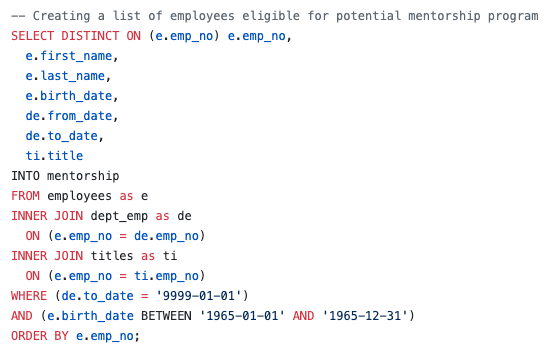 -- Creating a list of employees eligible for potential mentorship program
SELECT DISTINCT ON (e.emp_no) e.emp_no,
  e.first_name,
  e.last_name,
  e.birth_date,
  de.from_date,
  de.to_date,
  ti.title
INTO mentorship
FROM employees as e
INNER JOIN dept_emp as de
  ON (e.emp_no = de.emp_no)
INNER JOIN titles as ti
  ON (e.emp_no = ti.emp_no)
WHERE (de.to_date = '9999-01-01')
AND (e.birth_date BETWEEN '1965-01-01' AND '1965-12-31')
ORDER BY e.emp_no;